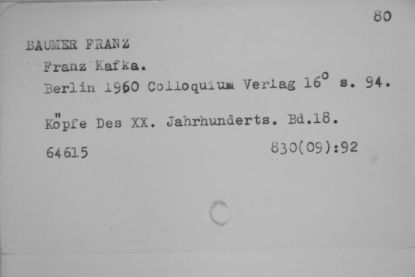 80
BAUMER FRANZ
Franz Kafka.
Berlin 1960 Colloquium Verlag 16° s. 94.
Köpfe Des XX. Jahrhunderts. Bd.18.
64615 830(09):92